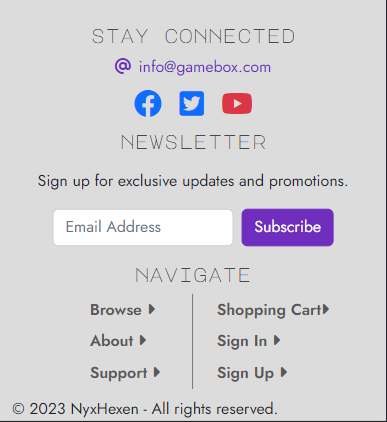 STAY CONNECTED
info@gamebox.com
NEWSLETTER
Sign up for exclusive updates and promotions.
Email Address Subscribe
NAVIGATE
Browse Shopping Cart
About Sign In
Support Sign Up
© 2023 NyxHexen - All rights reserved.